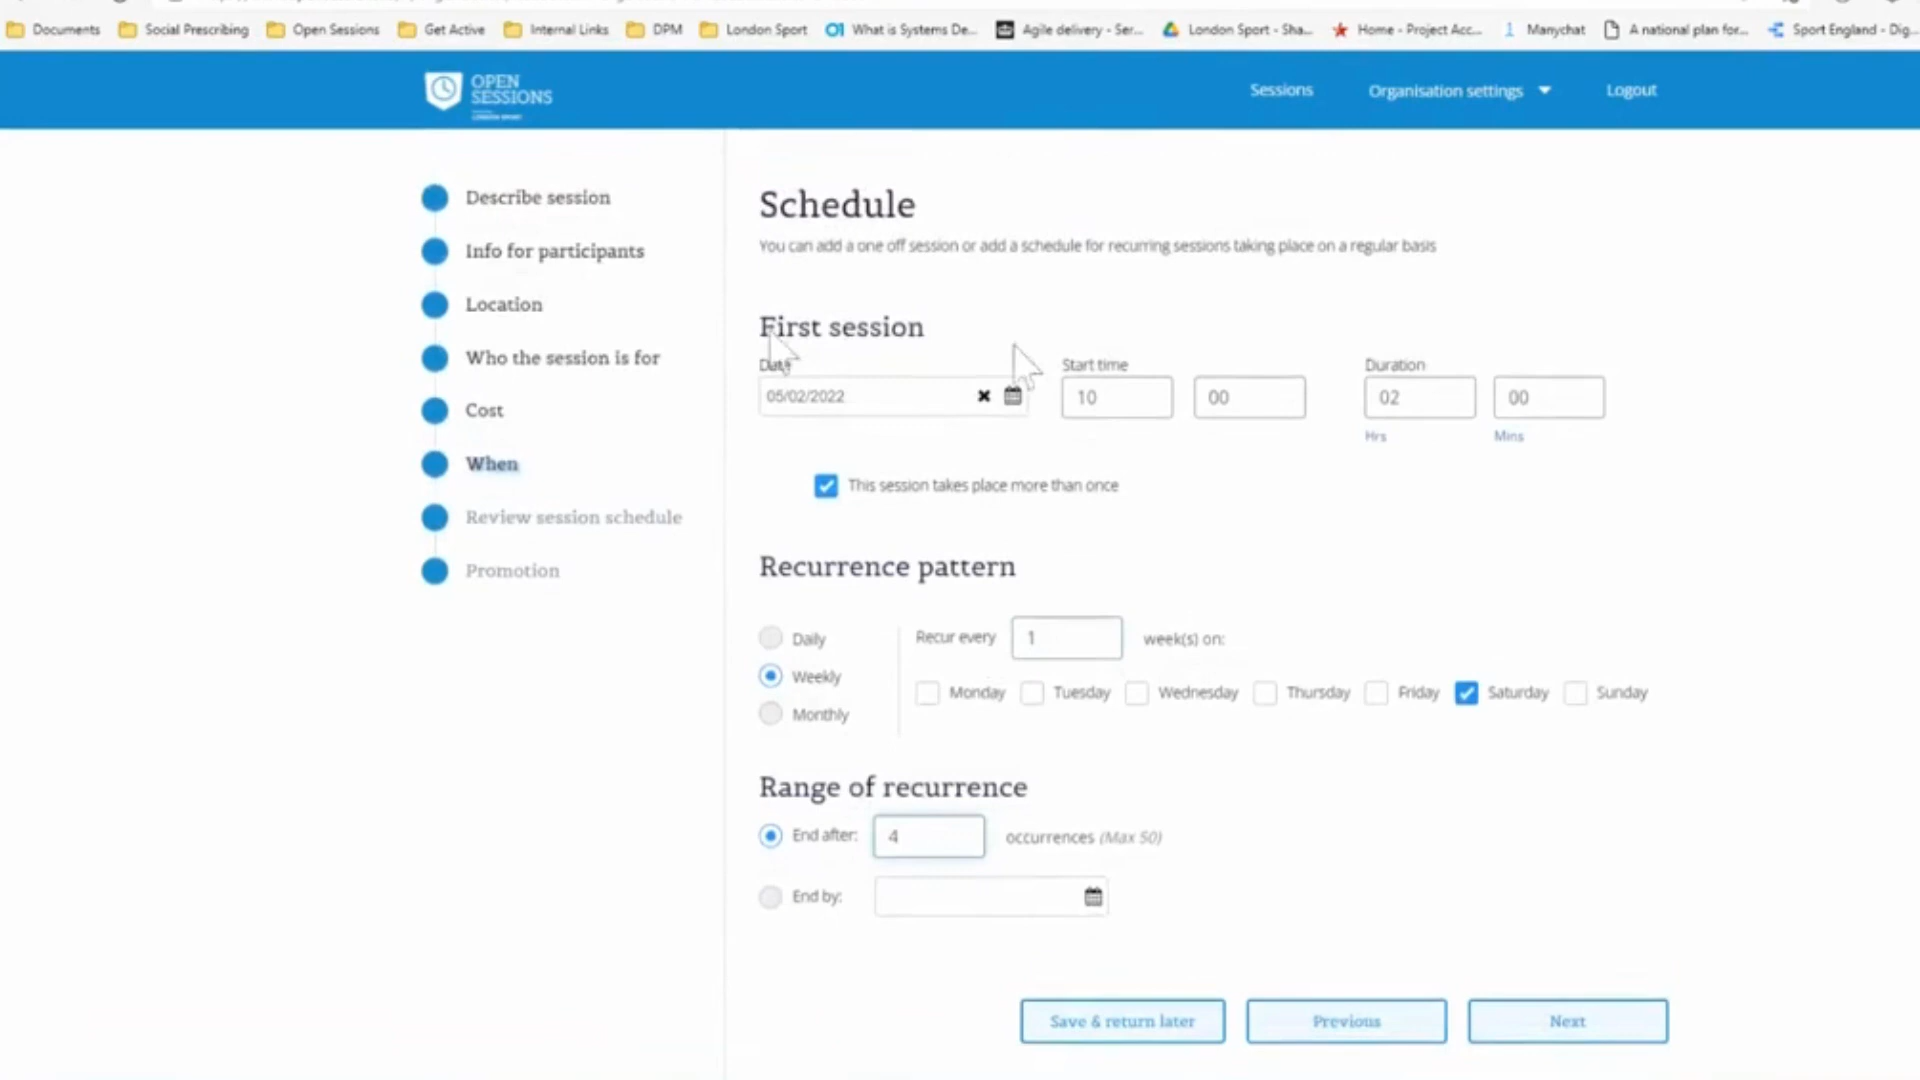 Documents Social Prescribing Open Sessions Get Active Internal Links DPM London Sport What is Systems De... Agile delivery - Ser... London Sport - Sha... Home - Project Acc... Manychat A national plan for... Sport England - Dig...
OPEN SESSIONS
LONDON SPORT
Sessions Organisation settings Logout
Describe session
Info for participants
Location
Who the session is for
Cost
When
Review session schedule
Promotion
Schedule
You can add a one off session or add a schedule for recurring sessions taking place on a regular basis
First session
Date Start time Duration
05/02/2022 10 00 02 00
Hrs Mins
This session takes place more than once
Recurrence pattern
Daily
Weekly
Monthly
Recur every 1 week(s) on:
Monday Tuesday Wednesday Thursday Friday Saturday Sunday
Range of recurrence
End after: 4 occurrences (Max 50)
End by:
Save & return later Previous Next